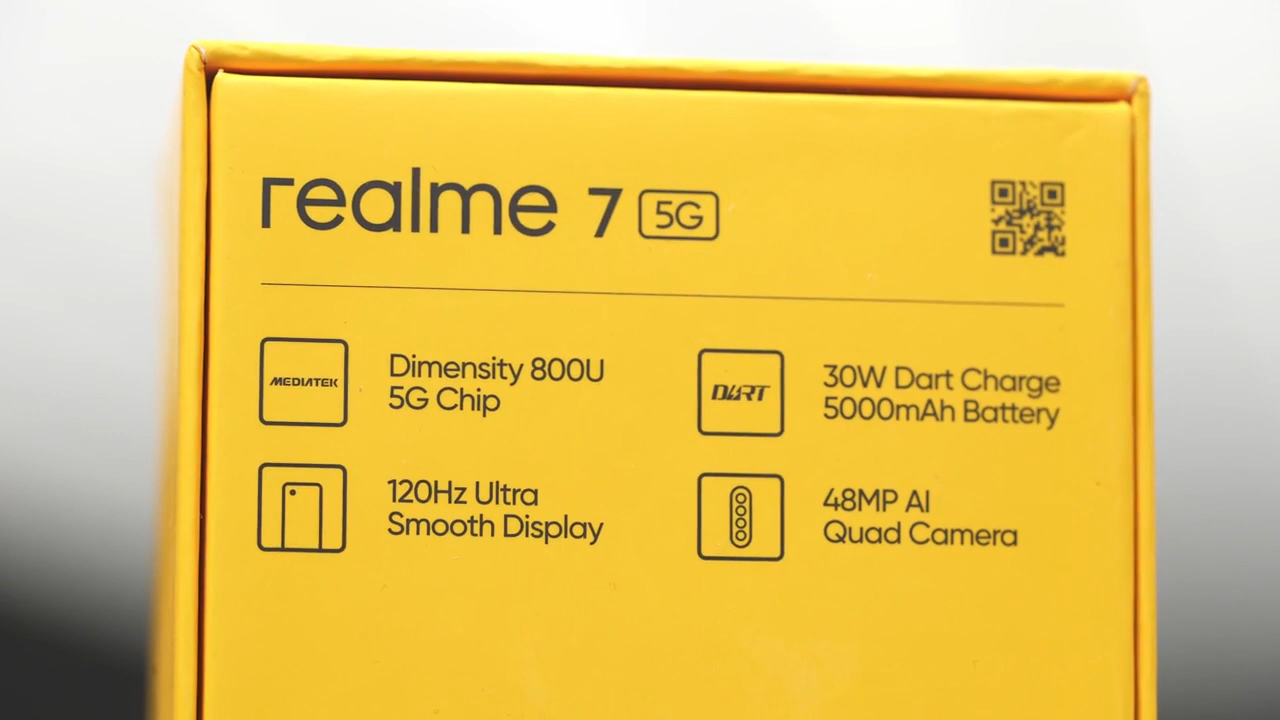 realme 7 5G
MEDIATEK
Dimensity 800U
5G Chip
DART
30W Dart Charge
5000mAh Battery
120Hz Ultra
Smooth Display
48MP AI
Quad Camera